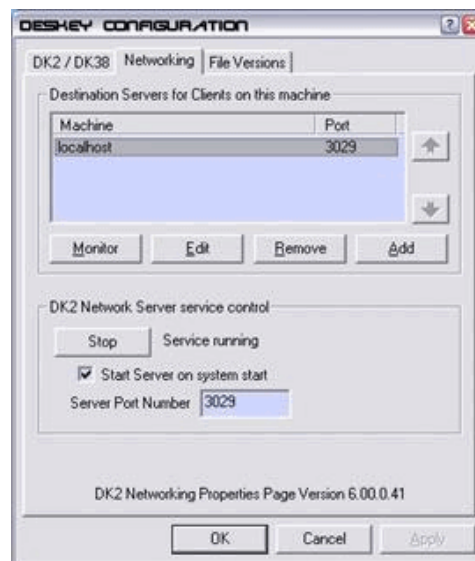 DESKEY CONFIGURATION
DK2 / DK38 Networking File Versions
Destination Servers for Clients on this machine
Machine Port
localhost 3029
Monitor Edit Remove Add
DK2 Network Server service control
Stop Service running
Start Server on system start
Server Port Number 3029
DK2 Networking Properties Page Version 6.00.0.41
OK Cancel Apply